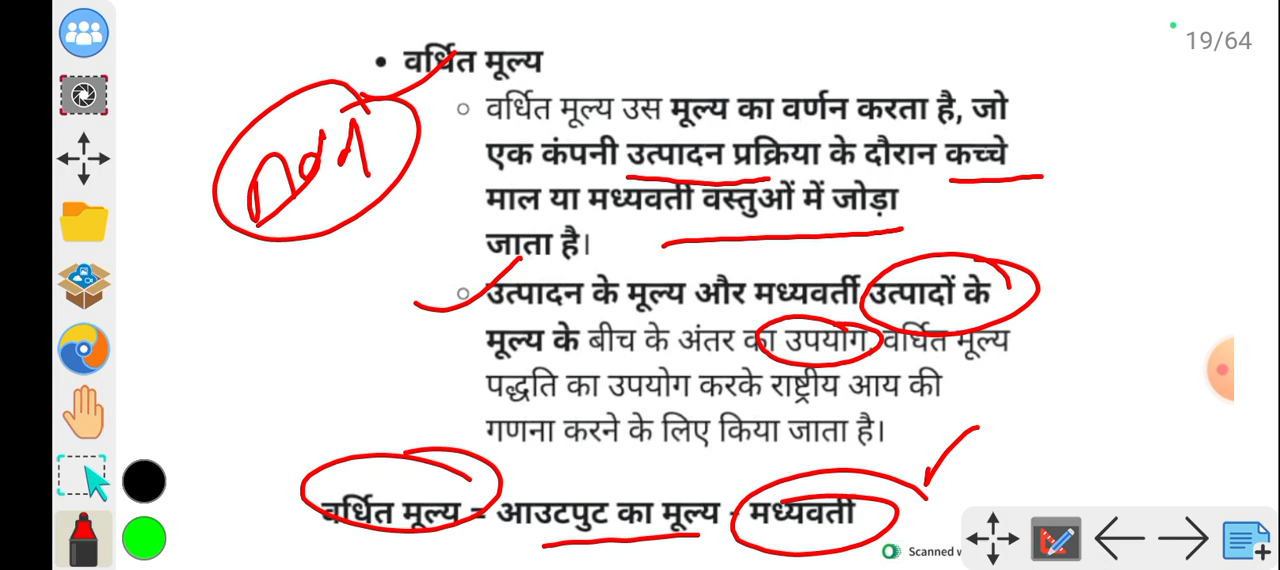 19/64
• वर्धित मूल्य
○ वर्धित मूल्य उस मूल्य का वर्णन करता है, जो
एक कंपनी उत्पादन प्रक्रिया के दौरान कच्चे
माल या मध्यवर्ती वस्तुओं में जोड़ा
जाता है।
○ उत्पादन के मूल्य और मध्यवर्ती उत्पादों के
मूल्य के बीच के अंतर का उपयोग, वर्धित मूल्य
पद्धति का उपयोग करके राष्ट्रीय आय की
गणना करने के लिए किया जाता है।
वर्धित मूल्य = आउटपुट का मूल्य - मध्यवर्ती
Scanned